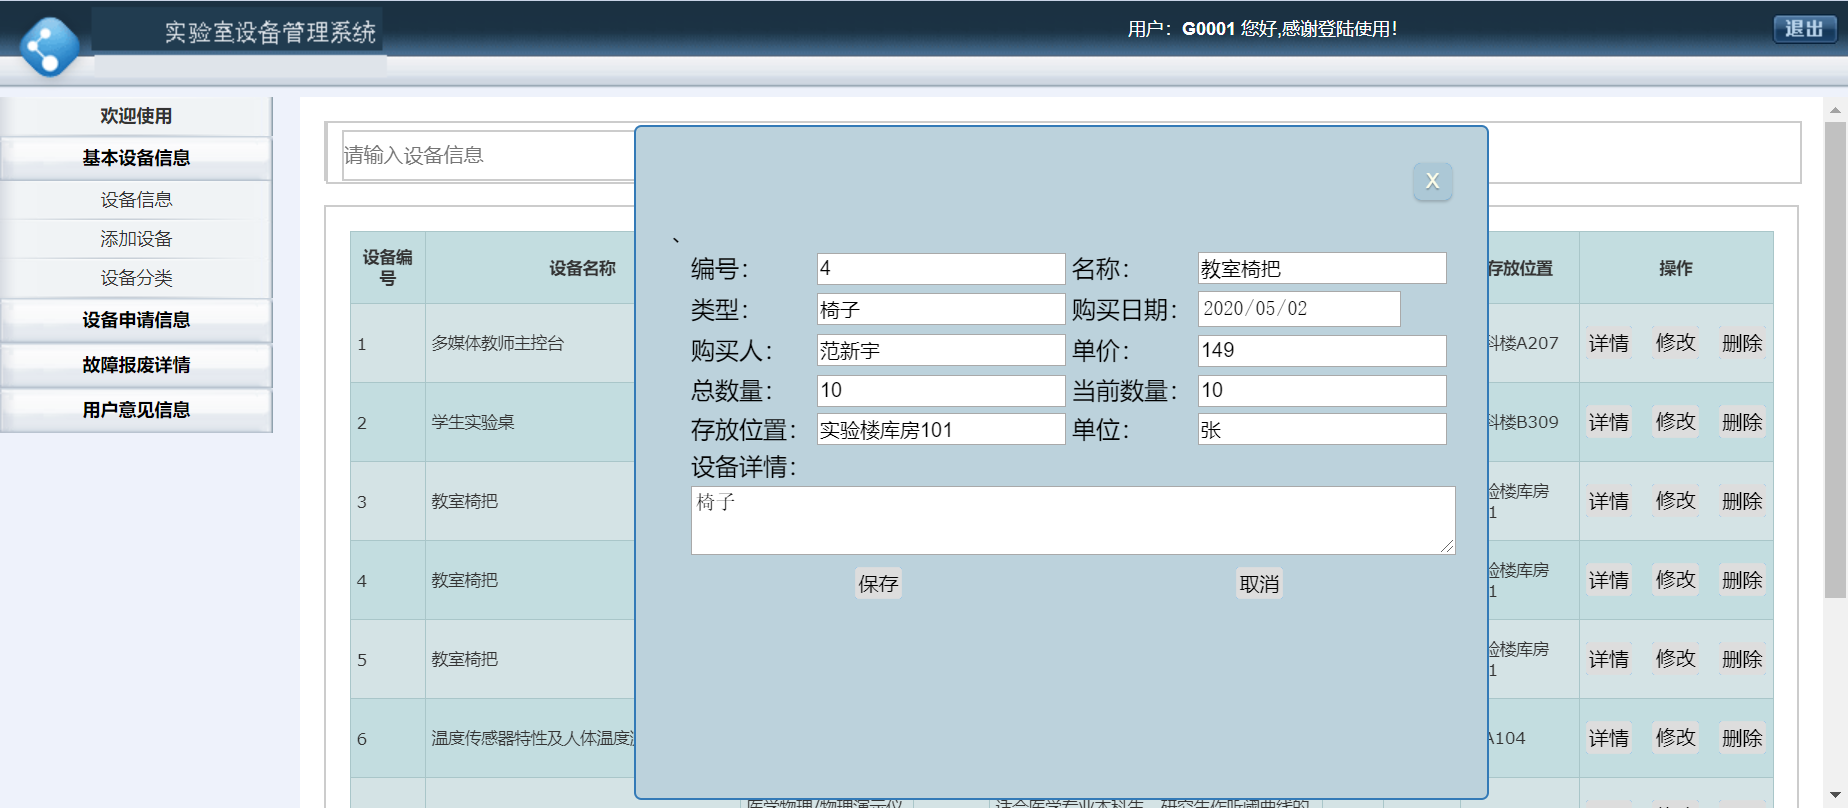 实验室设备管理系统
用户：G0001 您好,感谢登陆使用!
退出
欢迎使用
基本设备信息
设备信息
添加设备
设备分类
设备申请信息
故障报废详情
用户意见信息
请输入设备信息
X
、
编号： 4 名称： 教室椅把
类型： 椅子 购买日期： 2020/05/02
购买人： 范新宇 单价： 149
总数量： 10 当前数量： 10
存放位置： 实验楼库房101 单位： 张
设备详情：
椅子
保存 取消
设备编号 设备名称 存放位置 操作
1 多媒体教师主控台 科楼A207 详情 修改 删除
2 学生实验桌 科楼B309 详情 修改 删除
3 教室椅把 验楼库房
1 详情 修改 删除
4 教室椅把 验楼库房
1 详情 修改 删除
5 教室椅把 验楼库房
1 详情 修改 删除
6 温度传感器特性及人体温度 A104 详情 修改 删除